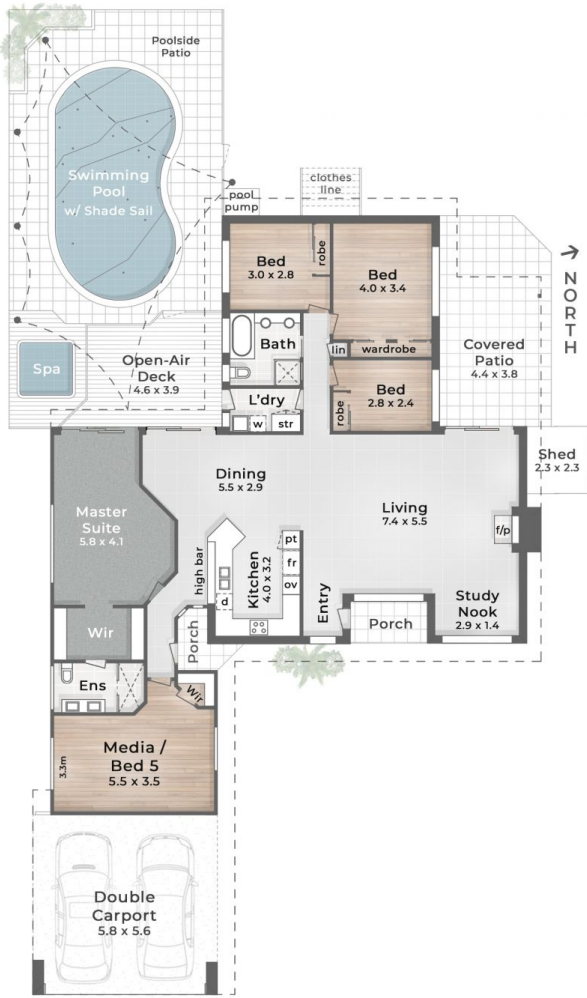 Poolside
Patio
Swimming
Pool
w/ Shade Sail
clothes
line
pool
pump
Bed
3.0 x 2.8
robe
Bed
4.0 x 3.4
NORTH
Bath
lin
wardrobe
Covered
Patio
4.4 x 3.8
Spa
Open-Air
Deck
4.6 x 3.9
L'dry
w
str
robe
Bed
2.8 x 2.4
Shed
2.3 x 2.3
Dining
5.5 x 2.9
Master
Suite
5.8 x 4.1
Living
7.4 x 5.5
f/p
high bar
Kitchen
4.0 x 3.2
pt
fr
ov
d
Entry
Study
Nook
2.9 x 1.4
Porch
Porch
Wir
Ens
Wir
Media /
Bed 5
5.5 x 3.5
3.3m
Double
Carport
5.8 x 5.6